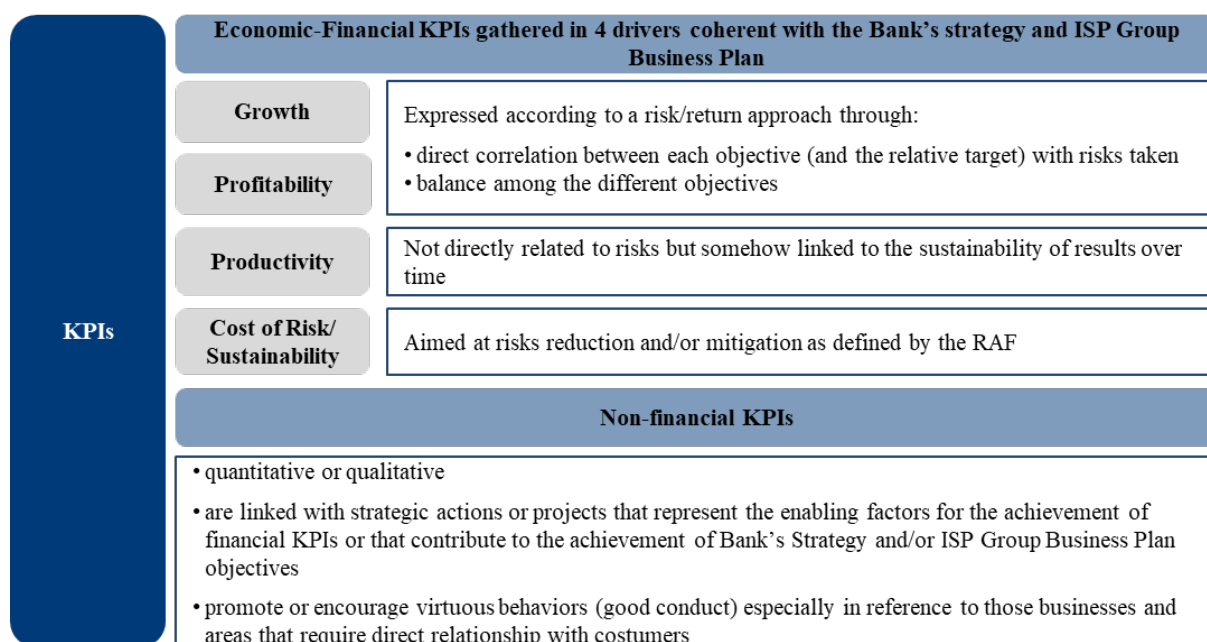 Economic-Financial KPIs gathered in 4 drivers coherent with the Bank's strategy and ISP Group
Business Plan
KPIs
Growth
Profitability
Expressed according to a risk/return approach through:
• direct correlation between each objective (and the relative target) with risks taken
• balance among the different objectives
Productivity
Not directly related to risks but somehow linked to the sustainability of results over
time
Cost of Risk/
Sustainability
Aimed at risks reduction and/or mitigation as defined by the RAF
Non-financial KPIs
• quantitative or qualitative
• are linked with strategic actions or projects that represent the enabling factors for the achievement of
financial KPIs or that contribute to the achievement of Bank's Strategy and/or ISP Group Business Plan
objectives
• promote or encourage virtuous behaviors (good conduct) especially in reference to those businesses and
areas that require direct relationship with costumers